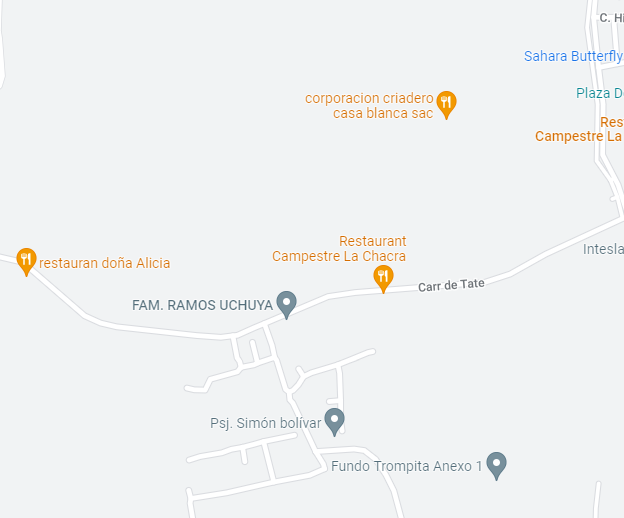 C. Hi
Sahara Butterfly
Plaza D
corporacion criadero
casa blanca sac
Res
Campestre La
Restaurant
Campestre La Chacra
Intesla
restauran doña Alicia
Carr de Tate
FAM. RAMOS UCHUYA
Psj. Simón bolívar
Fundo Trompita Anexo 1